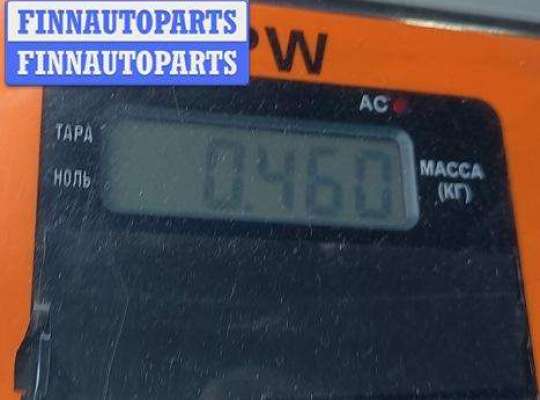 FINNAUTOPARTS
FINNAUTOPARTS
PW
AC
ТАРА
НОЛЬ
0.460
МАССА
(КГ)